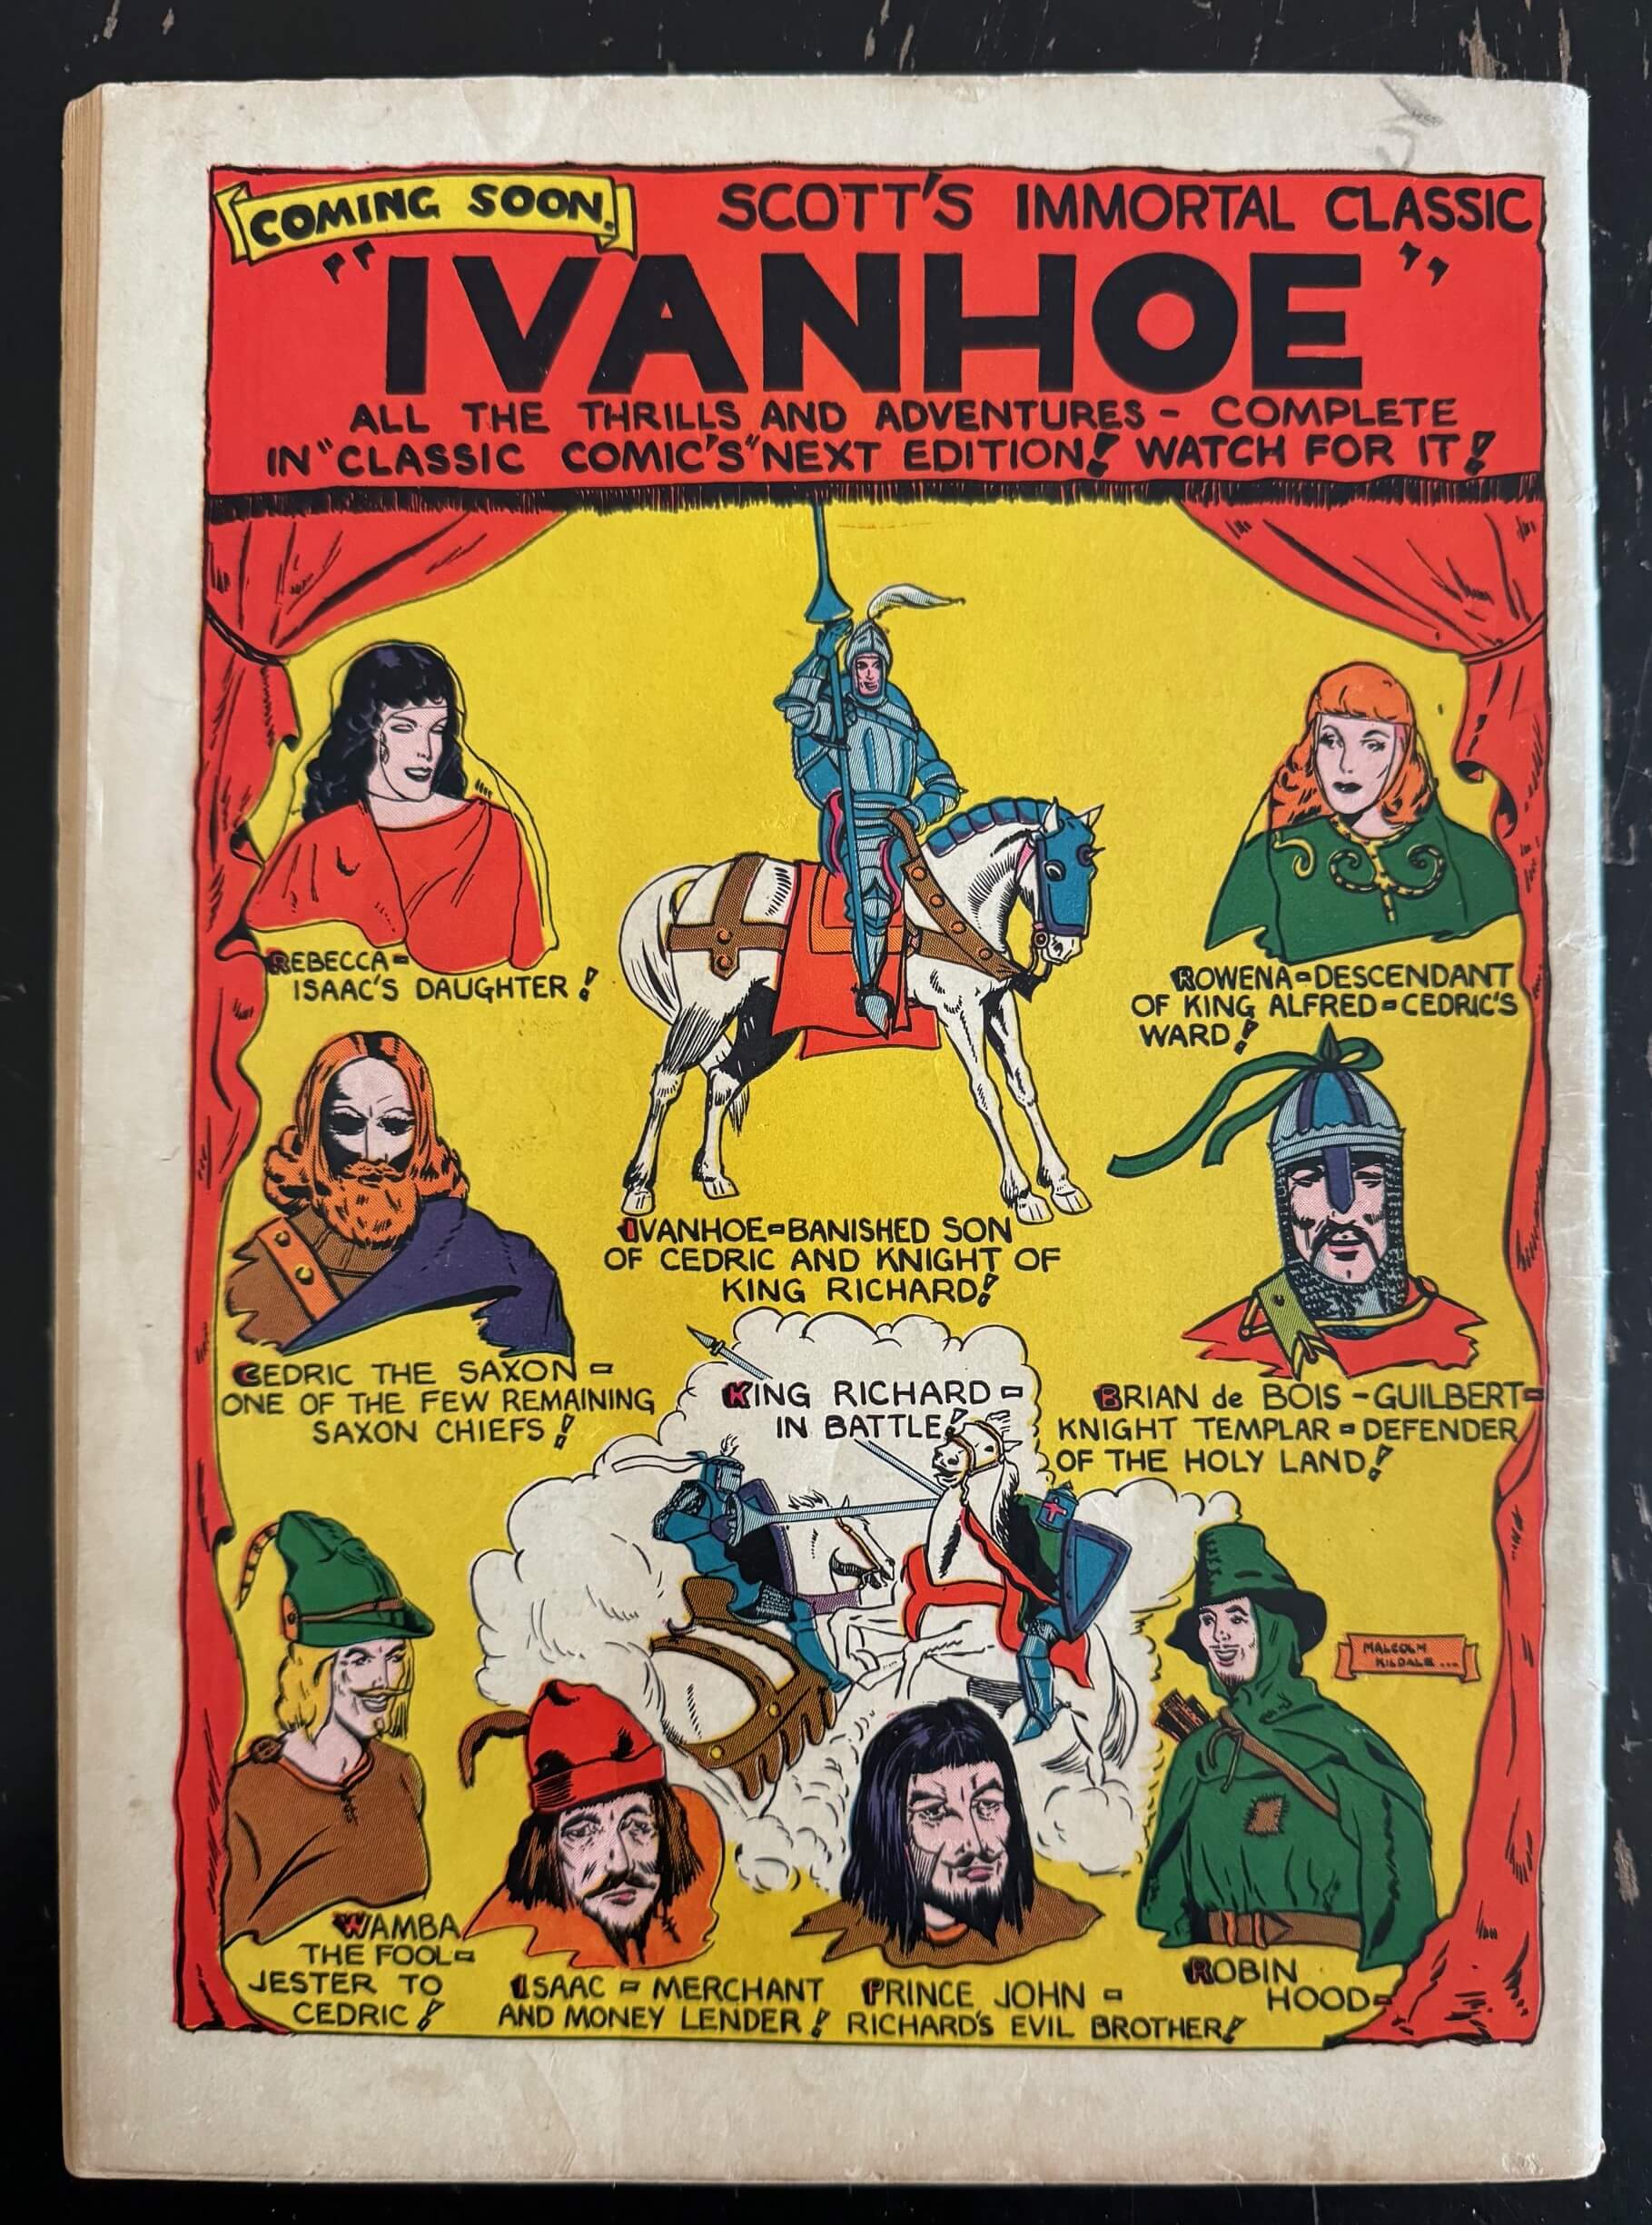 COMING SOON.
SCOTT'S IMMORTAL CLASSIC
"IVANHOE"
ALL THE THRILLS AND ADVENTURES - COMPLETE
IN "CLASSIC COMIC'S" NEXT EDITION! WATCH FOR IT!
REBECCA=
ISAAC'S DAUGHTER!
ROWENA=DESCENDANT
OF KING ALFRED=CEDRIC'S
WARD!
IVANHOE=BANISHED SON
OF CEDRIC AND KNIGHT OF
KING RICHARD!
CEDRIC THE SAXON =
ONE OF THE FEW REMAINING
SAXON CHIEFS!
KING RICHARD =
IN BATTLE!
BRIAN de BOIS - GUILBERT=
KNIGHT TEMPLAR = DEFENDER
OF THE HOLY LAND!
MALCOLM
KILDALE...
WAMBA
THE FOOL=
JESTER TO
CEDRIC!
ISAAC = MERCHANT
AND MONEY LENDER!
PRINCE JOHN =
RICHARD'S EVIL BROTHER!
ROBIN
HOOD=